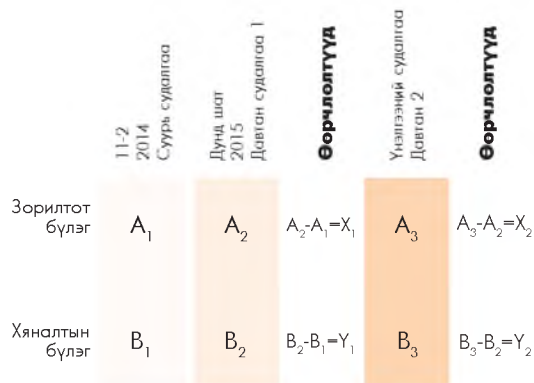 11-2
2014
Суурь судалгаа
Дунд шат
2015
Давтан судалгаа 1
Өөрчлөлтүүд
Үнэлгээний судалгаа
Давтан 2
Өөрчлөлтүүд
Зорилтот
бүлэг
A₁
A₂
A₂-A₁=X₁
A₃
A₃-A₂=X₂
Хяналтын
бүлэг
B₁
B₂
B₂-B₁=Y₁
B₃
B₃-B₂=Y₂